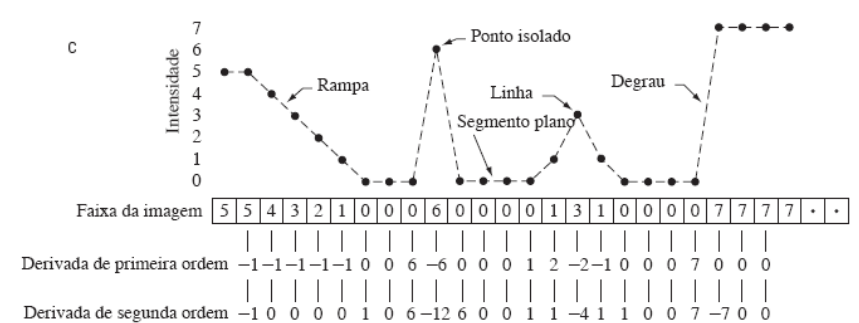 C
Intensidade
7
6
5
4
3
2
1
0
Ponto isolado
Rampa
Linha
Degrau
Segmento plano
Faixa da imagem 5 5 4 3 2 1 0 0 0 6 0 0 0 0 1 3 1 0 0 0 0 7 7 7 7 · ·
Derivada de primeira ordem −1 −1 −1 −1 −1 0 0 6 −6 0 0 0 1 2 −2 −1 0 0 0 7 0 0 0
Derivada de segunda ordem −1 0 0 0 0 1 0 6 −12 6 0 0 1 1 −4 1 1 0 0 7 −7 0 0